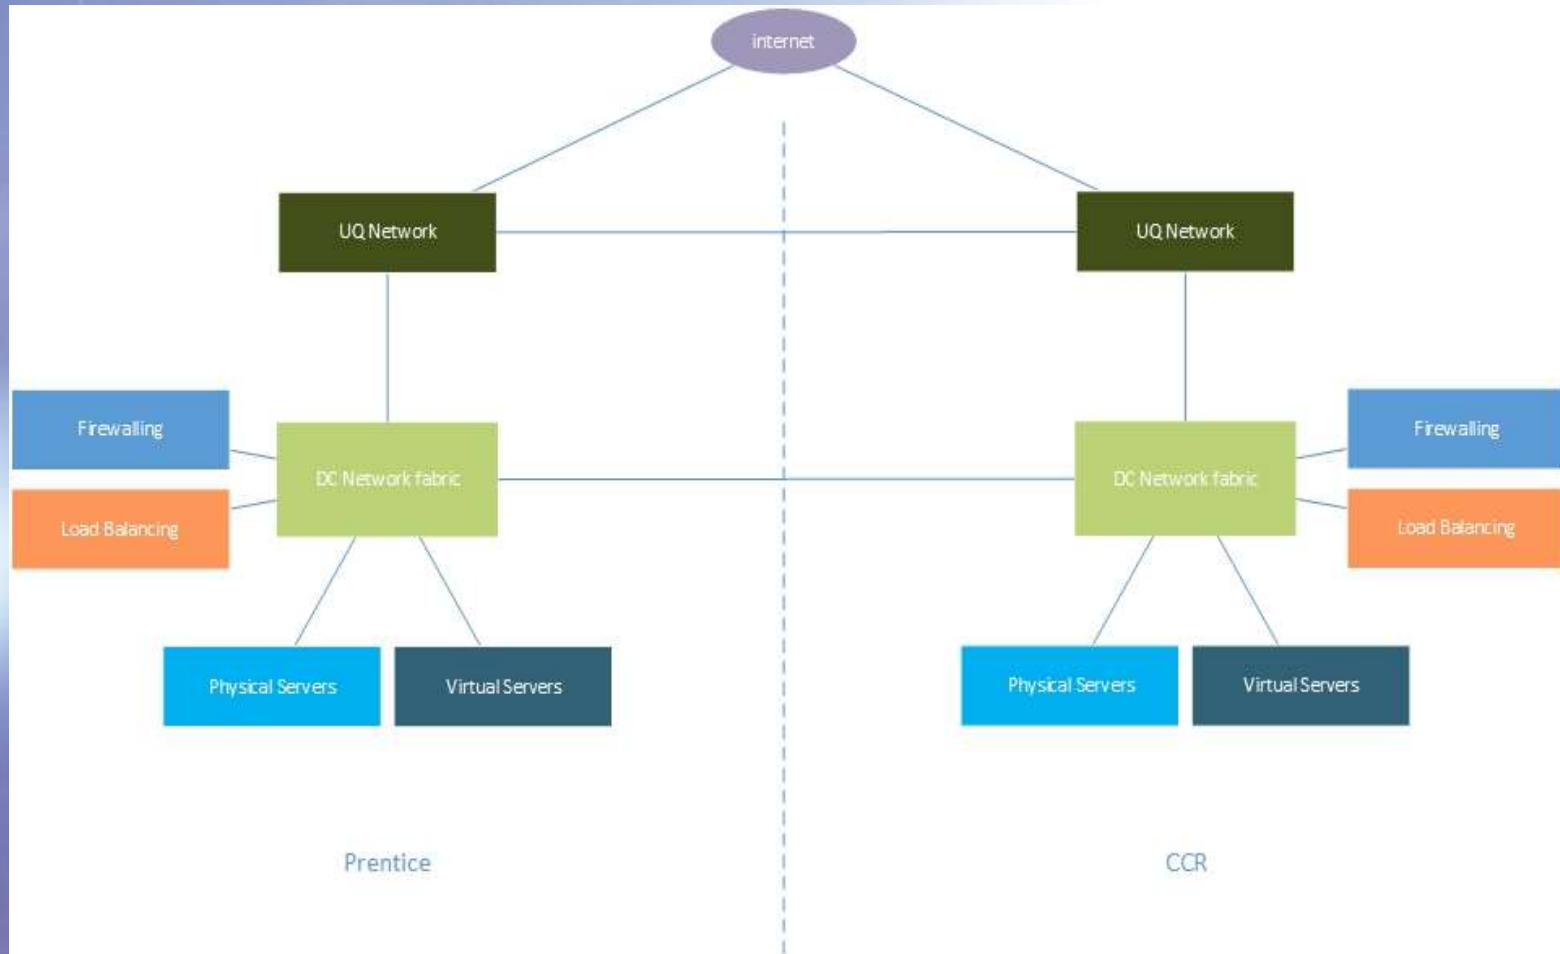 internet
UQ Network
UQ Network
Firewalling
DC Network fabric
DC Network fabric
Firewalling
Load Balancing
Load Balancing
Physical Servers
Virtual Servers
Physical Servers
Virtual Servers
Prentice
CCR